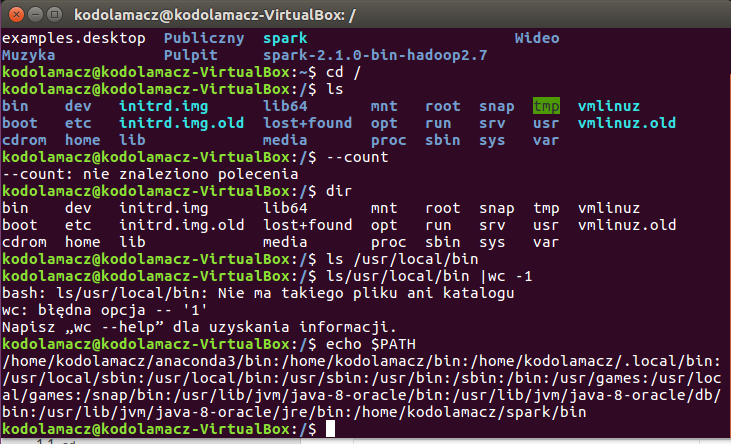 kodolamacz@kodolamacz-VirtualBox: /
examples.desktop  Publiczny  spark                       Wideo
Muzyka            Pulpit     spark-2.1.0-bin-hadoop2.7
kodolamacz@kodolamacz-VirtualBox:~$ cd /
kodolamacz@kodolamacz-VirtualBox:/$ ls
bin    dev   initrd.img      lib64       mnt   root  snap  tmp  vmlinuz
boot   etc   initrd.img.old  lost+found  opt   run   srv   usr  vmlinuz.old
cdrom  home  lib             media       proc  sbin  sys   var
kodolamacz@kodolamacz-VirtualBox:/$ --count
--count: nie znaleziono polecenia
kodolamacz@kodolamacz-VirtualBox:/$ dir
bin    dev   initrd.img      lib64       mnt   root  snap  tmp  vmlinuz
boot   etc   initrd.img.old  lost+found  opt   run   srv   usr  vmlinuz.old
cdrom  home  lib             media       proc  sbin  sys   var
kodolamacz@kodolamacz-VirtualBox:/$ ls /usr/local/bin
kodolamacz@kodolamacz-VirtualBox:/$ ls/usr/local/bin |wc -1
bash: ls/usr/local/bin: Nie ma takiego pliku ani katalogu
wc: błędna opcja -- '1'
Napisz „wc --help” dla uzyskania informacji.
kodolamacz@kodolamacz-VirtualBox:/$ echo $PATH
/home/kodolamacz/anaconda3/bin:/home/kodolamacz/bin:/home/kodolamacz/.local/bin:
/usr/local/sbin:/usr/local/bin:/usr/sbin:/usr/bin:/sbin:/bin:/usr/games:/usr/loc
al/games:/snap/bin:/usr/lib/jvm/java-8-oracle/bin:/usr/lib/jvm/java-8-oracle/db/
bin:/usr/lib/jvm/java-8-oracle/jre/bin:/home/kodolamacz/spark/bin
kodolamacz@kodolamacz-VirtualBox:/$